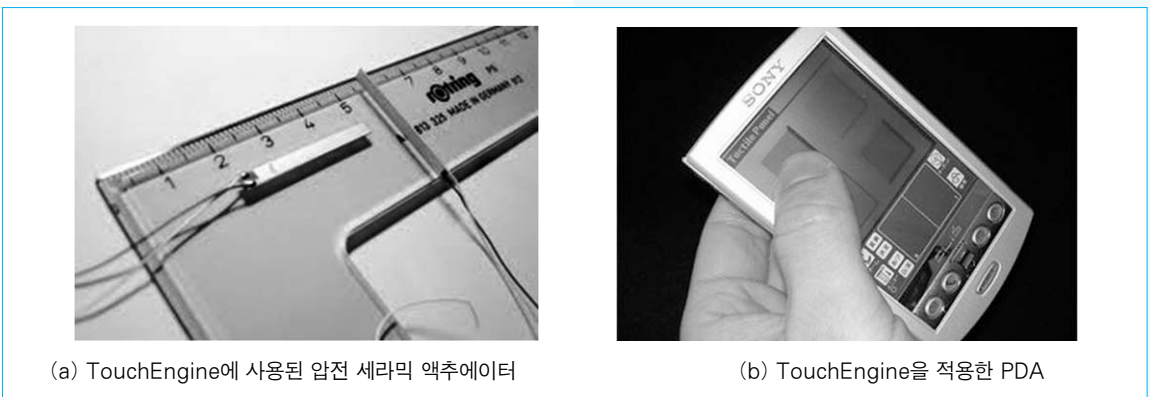 1 2 3 4 5 7 8 9 10 11 12
rotring PS
813 325 MADE IN GERMANY
SONY
Tactile Panel
(a) TouchEngine에 사용된 압전 세라믹 액추에이터
(b) TouchEngine을 적용한 PDA